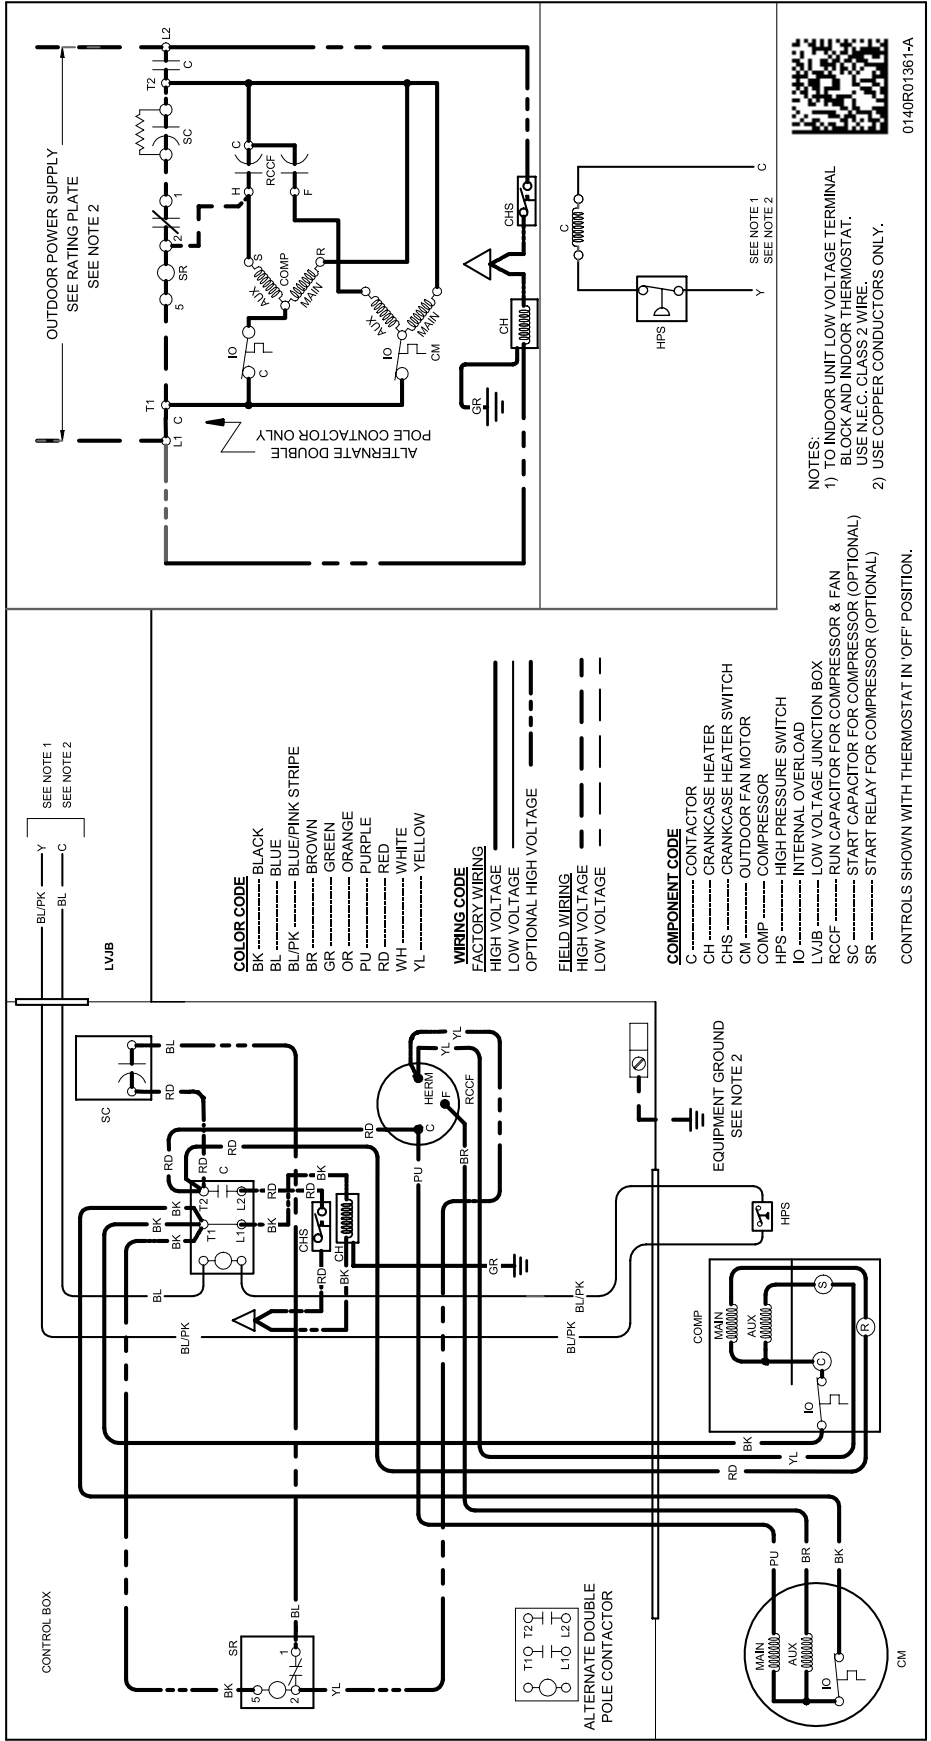 CONTROL BOX
LVJB
BL/PK
Y
BL
C
SEE NOTE 1
SEE NOTE 2
SC
RD
BL
RD
RD
RD
RD
RD
BK
BK
BK
T2
C
T1
L2
L1
RD
BK
RD
BK
CHS
CH
RD
BK
GR
BL
BL/PK
BL/PK
BL/PK
PU
BR
YL
YL
HERM
F
C
RCCF
SR
BK
5
2
1
BL
YL
T1
T2
L1
L2
ALTERNATE DOUBLE
POLE CONTACTOR
EQUIPMENT GROUND
SEE NOTE 2
HPS
COMP
MAIN
AUX
S
R
C
IO
BK
YL
RD
PU
BR
BK
MAIN
AUX
IO
CM
COLOR CODE
BK ---------- BLACK
BL ---------- BLUE
BL/PK ------ BLUE/PINK STRIPE
BR ---------- BROWN
GR ---------- GREEN
OR ---------- ORANGE
PU ---------- PURPLE
RD ---------- RED
WH --------- WHITE
YL ---------- YELLOW
WIRING CODE
FACTORY WIRING
HIGH VOLTAGE
LOW VOLTAGE
OPTIONAL HIGH VOLTAGE
FIELD WIRING
HIGH VOLTAGE
LOW VOLTAGE
COMPONENT CODE
C ---------- CONTACTOR
CH -------- CRANKCASE HEATER
CHS ------ CRANKCASE HEATER SWITCH
CM -------- OUTDOOR FAN MOTOR
COMP ---- COMPRESSOR
HPS ------- HIGH PRESSURE SWITCH
IO ---------- INTERNAL OVERLOAD
LVJB ------ LOW VOLTAGE JUNCTION BOX
RCCF ----- RUN CAPACITOR FOR COMPRESSOR & FAN
SC --------- START CAPACITOR FOR COMPRESSOR (OPTIONAL)
SR --------- START RELAY FOR COMPRESSOR (OPTIONAL)
CONTROLS SHOWN WITH THERMOSTAT IN 'OFF' POSITION.
OUTDOOR POWER SUPPLY
SEE RATING PLATE
SEE NOTE 2
L1
C
T1
5
SR
2
1
SC
T2
C
L2
ALTERNATE DOUBLE
POLE CONTACTOR ONLY
IO
C
AUX
S
COMP
MAIN
R
H
C
RCCF
F
IO
AUX
MAIN
CM
GR
CH
CHS
C
HPS
Y
SEE NOTE 1
SEE NOTE 2
C
NOTES:
1) TO INDOOR UNIT LOW VOLTAGE TERMINAL
BLOCK AND INDOOR THERMOSTAT.
USE N.E.C. CLASS 2 WIRE.
2) USE COPPER CONDUCTORS ONLY.
0140R01361-A